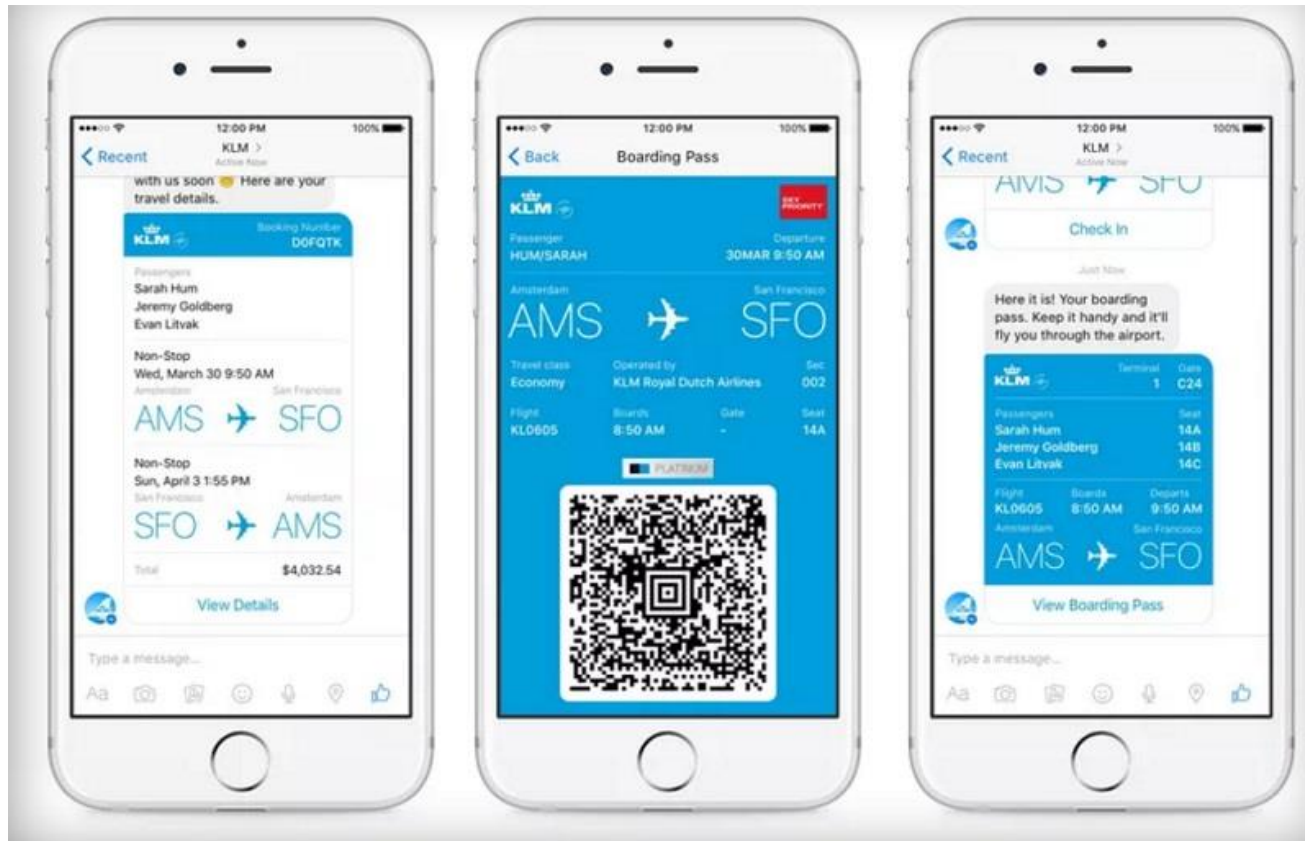 12:00 PM 100%
Recent KLM
Active Now
with us soon Here are your
travel details.
KLM Booking Number
D0FQTK
Passengers
Sarah Hum
Jeremy Goldberg
Evan Litvak
Non-Stop
Wed, March 30 9:50 AM
Amsterdam San Francisco
AMS SFO
Non-Stop
Sun, April 3 1:55 PM
San Francisco Amsterdam
SFO AMS
Total $4,032.54
View Details
Type a message...
Aa
12:00 PM 100%
Back Boarding Pass
KLM SKY
PRIORITY
Passenger Departure
HUM/SARAH 30MAR 9:50 AM
Amsterdam San Francisco
AMS SFO
Travel class Operated by Sec
Economy KLM Royal Dutch Airlines 002
Flight Boards Gate Seat
KL0605 8:50 AM - 14A
PLATINUM
12:00 PM 100%
Recent KLM
Active Now
AMS SFO
Check In
Just Now
Here it is! Your boarding
pass. Keep it handy and it'll
fly you through the airport.
KLM Terminal Gate
1 C24
Passengers Seat
Sarah Hum 14A
Jeremy Goldberg 14B
Evan Litvak 14C
Flight Boards Departs
KL0605 8:50 AM 9:50 AM
Amsterdam San Francisco
AMS SFO
View Boarding Pass
Type a message...
Aa